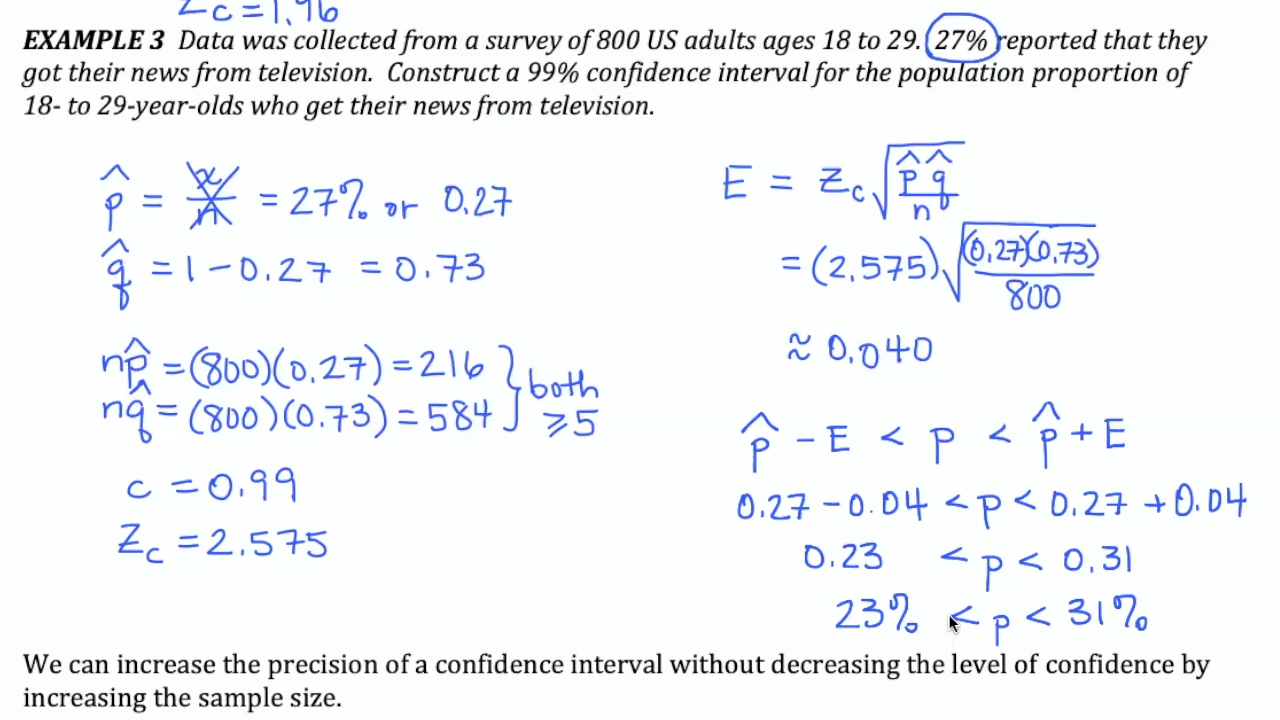 Zc = 1.96
EXAMPLE 3 Data was collected from a survey of 800 US adults ages 18 to 29. 27% reported that they
got their news from television. Construct a 99% confidence interval for the population proportion of
18- to 29-year-olds who get their news from television.
p̂ = x/n = 27% or 0.27
q̂ = 1 - 0.27 = 0.73
np̂ = (800)(0.27) = 216
nq̂ = (800)(0.73) = 584
both
≥ 5
c = 0.99
Zc = 2.575
E = Zc √(p̂ q̂ / n)
= (2.575) √((0.27)(0.73) / 800)
≈ 0.040
p̂ - E < p < p̂ + E
0.27 - 0.04 < p < 0.27 + 0.04
0.23 < p < 0.31
23% < p < 31%
We can increase the precision of a confidence interval without decreasing the level of confidence by
increasing the sample size.